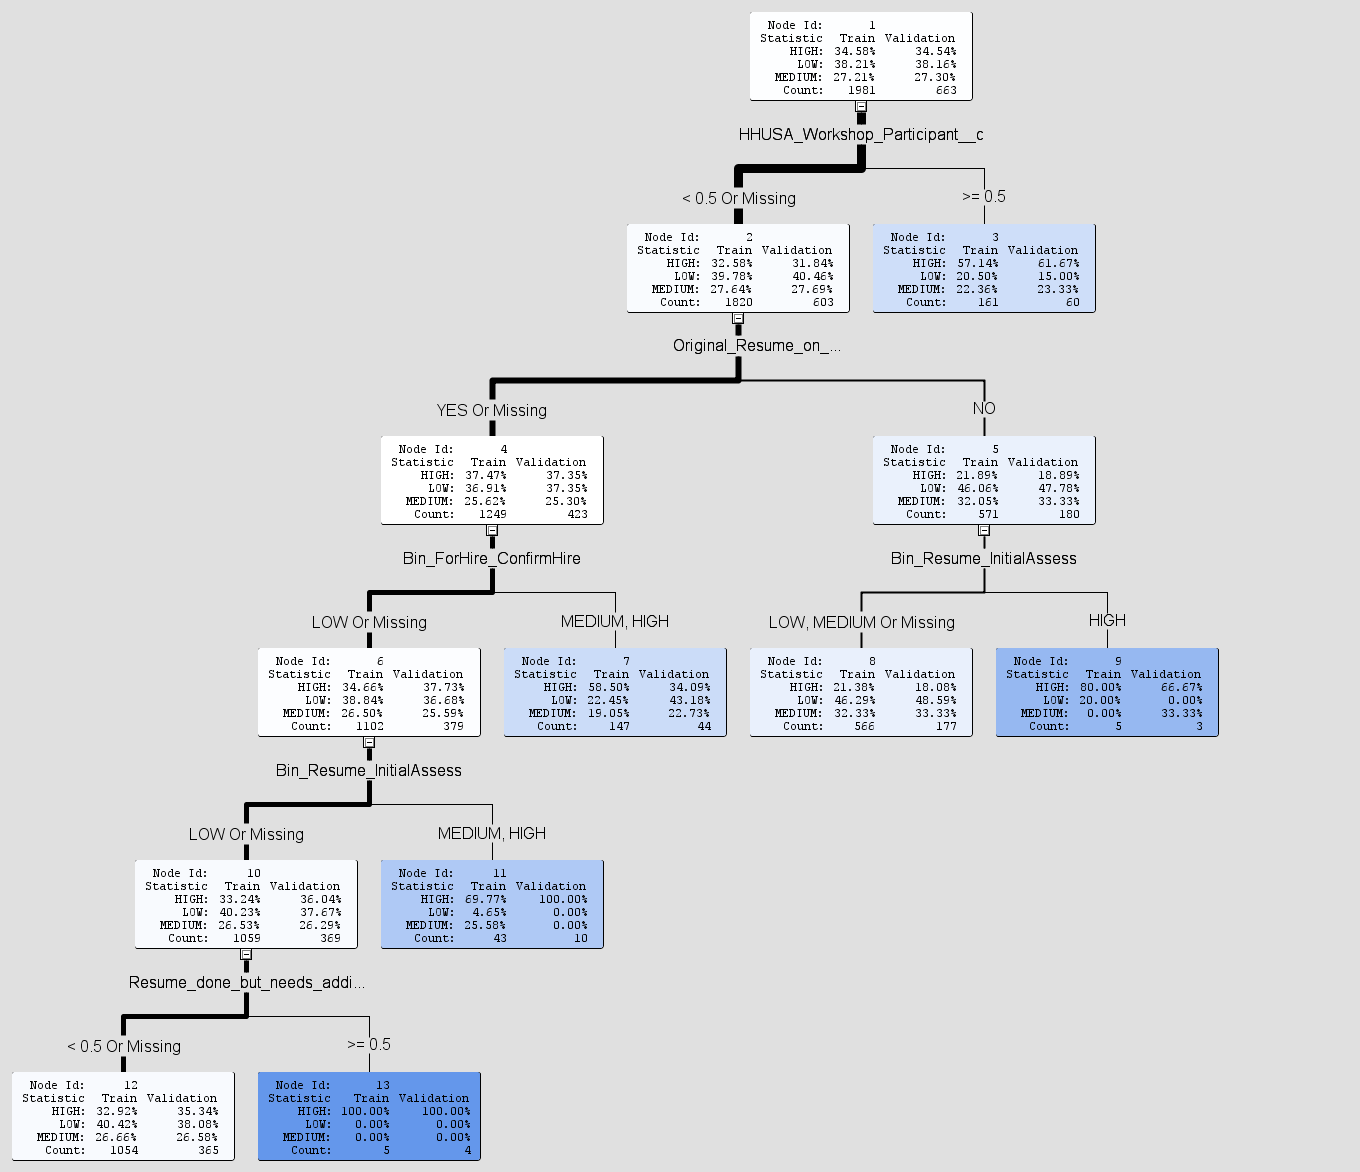 Node Id: 1
Statistic Train Validation
HIGH: 34.58% 34.54%
LOW: 38.21% 38.16%
MEDIUM: 27.21% 27.30%
Count: 1981 663
HHUSA_Workshop_Participant__c
< 0.5 Or Missing
>= 0.5
Node Id: 2
Statistic Train Validation
HIGH: 32.58% 31.84%
LOW: 39.78% 40.46%
MEDIUM: 27.64% 27.69%
Count: 1820 603
Node Id: 3
Statistic Train Validation
HIGH: 57.14% 61.67%
LOW: 20.50% 15.00%
MEDIUM: 22.36% 23.33%
Count: 161 60
Original_Resume_on_...
YES Or Missing
NO
Node Id: 4
Statistic Train Validation
HIGH: 37.47% 37.35%
LOW: 36.91% 37.35%
MEDIUM: 25.62% 25.30%
Count: 1249 423
Node Id: 5
Statistic Train Validation
HIGH: 21.89% 18.89%
LOW: 46.06% 47.78%
MEDIUM: 32.05% 33.33%
Count: 571 180
Bin_ForHire_ConfirmHire
Bin_Resume_InitialAssess
LOW Or Missing
MEDIUM, HIGH
LOW, MEDIUM Or Missing
HIGH
Node Id: 6
Statistic Train Validation
HIGH: 34.66% 37.73%
LOW: 38.84% 36.68%
MEDIUM: 26.50% 25.59%
Count: 1102 379
Node Id: 7
Statistic Train Validation
HIGH: 58.50% 34.09%
LOW: 22.45% 43.18%
MEDIUM: 19.05% 22.73%
Count: 147 44
Node Id: 8
Statistic Train Validation
HIGH: 21.38% 18.08%
LOW: 46.29% 48.59%
MEDIUM: 32.33% 33.33%
Count: 566 177
Node Id: 9
Statistic Train Validation
HIGH: 80.00% 66.67%
LOW: 20.00% 0.00%
MEDIUM: 0.00% 33.33%
Count: 5 3
Bin_Resume_InitialAssess
LOW Or Missing
MEDIUM, HIGH
Node Id: 10
Statistic Train Validation
HIGH: 33.24% 36.04%
LOW: 40.23% 37.67%
MEDIUM: 26.53% 26.29%
Count: 1059 369
Node Id: 11
Statistic Train Validation
HIGH: 69.77% 100.00%
LOW: 4.65% 0.00%
MEDIUM: 25.58% 0.00%
Count: 43 10
Resume_done_but_needs_addi...
< 0.5 Or Missing
>= 0.5
Node Id: 12
Statistic Train Validation
HIGH: 32.92% 35.34%
LOW: 40.42% 38.08%
MEDIUM: 26.66% 26.58%
Count: 1054 365
Node Id: 13
Statistic Train Validation
HIGH: 100.00% 100.00%
LOW: 0.00% 0.00%
MEDIUM: 0.00% 0.00%
Count: 5 4